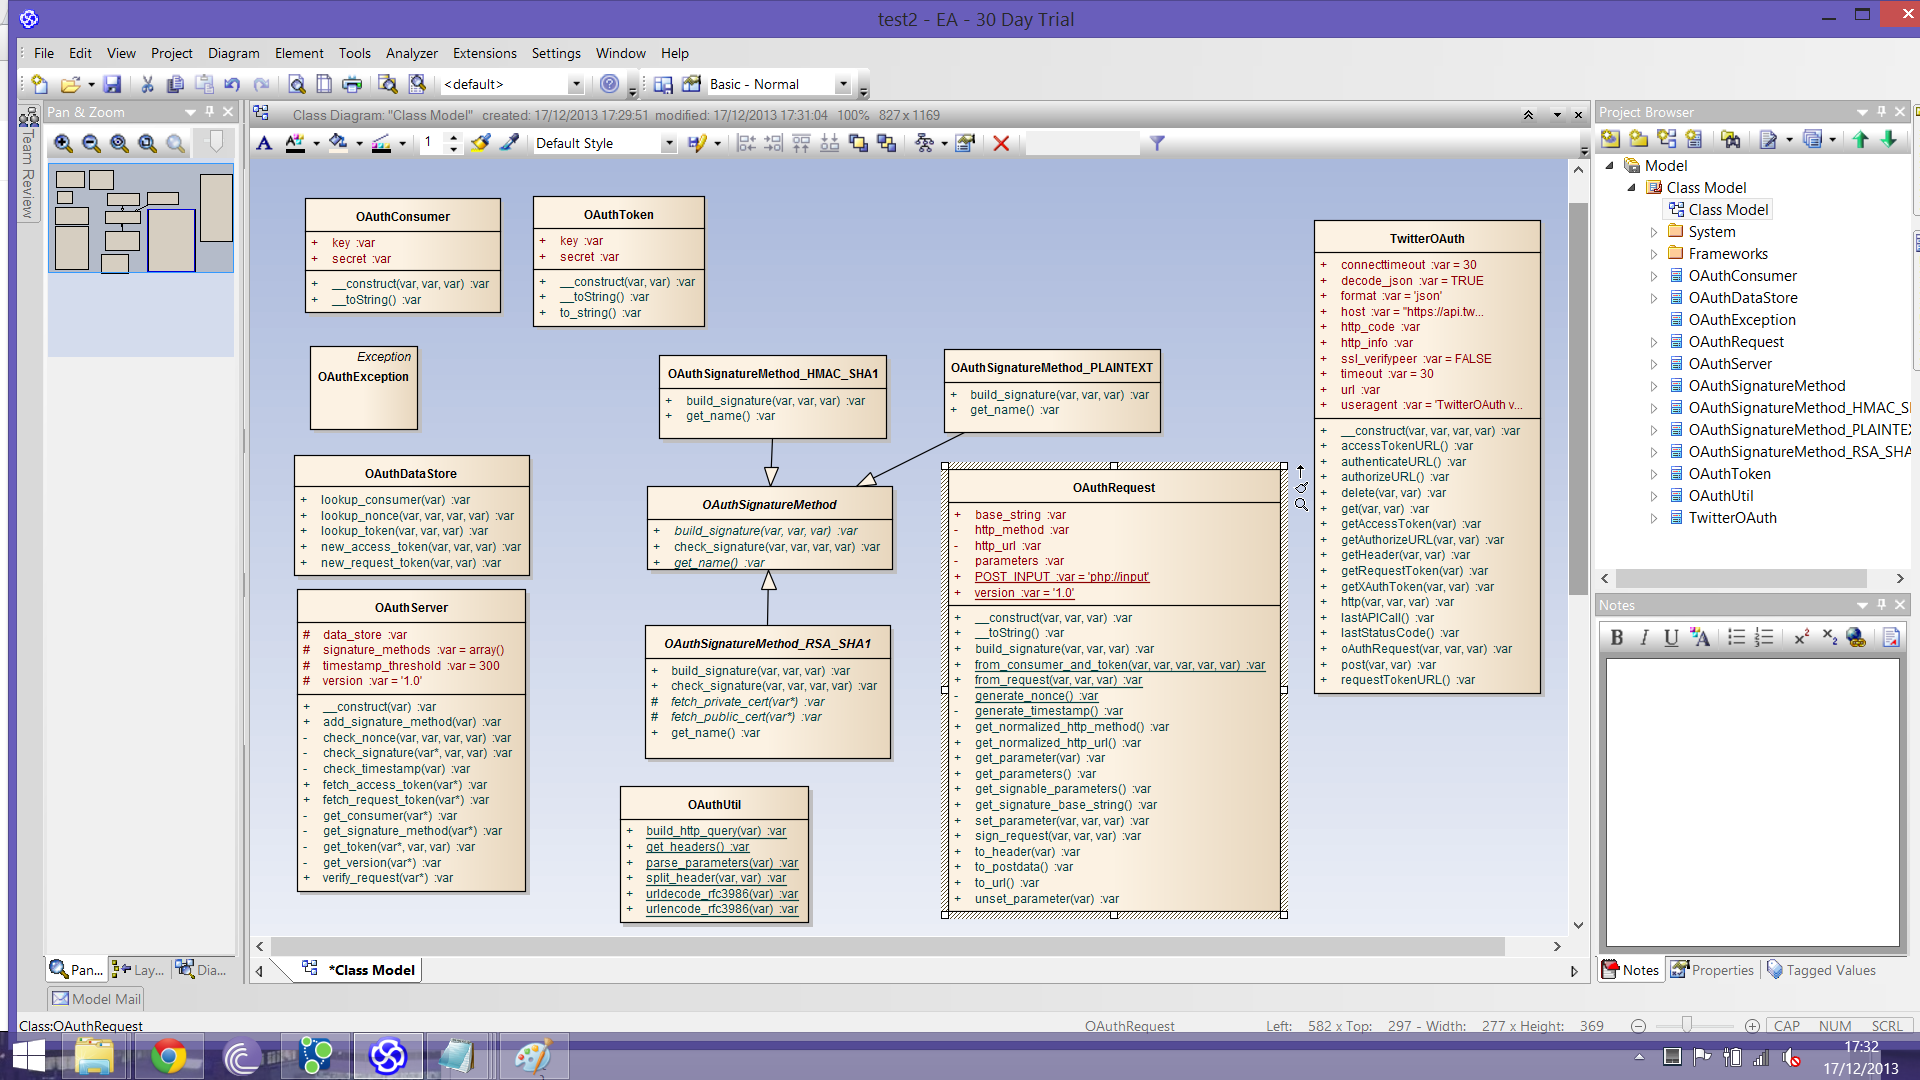 test2 - EA - 30 Day Trial
File Edit View Project Diagram Element Tools Analyzer Extensions Settings Window Help
<default>
Basic - Normal
Pan & Zoom
Team Review
Class Diagram: "Class Model" created: 17/12/2013 17:29:51 modified: 17/12/2013 17:31:04 100% 827 x 1169
1
Default Style
OAuthConsumer
+ key :var
+ secret :var
+ __construct(var, var, var) :var
+ __toString() :var
OAuthToken
+ key :var
+ secret :var
+ __construct(var, var) :var
+ __toString() :var
+ to_string() :var
Exception
OAuthException
OAuthSignatureMethod_HMAC_SHA1
+ build_signature(var, var, var) :var
+ get_name() :var
OAuthSignatureMethod_PLAINTEXT
+ build_signature(var, var, var) :var
+ get_name() :var
OAuthDataStore
+ lookup_consumer(var) :var
+ lookup_nonce(var, var, var, var) :var
+ lookup_token(var, var, var) :var
+ new_access_token(var, var, var) :var
+ new_request_token(var, var) :var
OAuthSignatureMethod
+ build_signature(var, var, var) :var
+ check_signature(var, var, var, var) :var
+ get_name() :var
OAuthServer
# data_store :var
# signature_methods :var = array()
# timestamp_threshold :var = 300
# version :var = '1.0'
+ __construct(var) :var
+ add_signature_method(var) :var
- check_nonce(var, var, var, var) :var
- check_signature(var*, var, var) :var
- check_timestamp(var) :var
+ fetch_access_token(var*) :var
+ fetch_request_token(var*) :var
- get_consumer(var*) :var
- get_signature_method(var*) :var
- get_token(var*, var, var) :var
- get_version(var*) :var
+ verify_request(var*) :var
OAuthSignatureMethod_RSA_SHA1
+ build_signature(var, var, var) :var
+ check_signature(var, var, var, var) :var
# fetch_private_cert(var*) :var
# fetch_public_cert(var*) :var
+ get_name() :var
OAuthUtil
+ build_http_query(var) :var
+ get_headers() :var
+ parse_parameters(var) :var
+ split_header(var, var) :var
+ urldecode_rfc3986(var) :var
+ urlencode_rfc3986(var) :var
OAuthRequest
+ base_string :var
- http_method :var
- http_url :var
- parameters :var
+ POST_INPUT :var = 'php://input'
+ version :var = '1.0'
+ __construct(var, var, var) :var
+ __toString() :var
+ build_signature(var, var, var) :var
+ from_consumer_and_token(var, var, var, var, var) :var
+ from_request(var, var, var) :var
- generate_nonce() :var
- generate_timestamp() :var
+ get_normalized_http_method() :var
+ get_normalized_http_url() :var
+ get_parameter(var) :var
+ get_parameters() :var
+ get_signable_parameters() :var
+ get_signature_base_string() :var
+ set_parameter(var, var, var) :var
+ sign_request(var, var, var) :var
+ to_header(var) :var
+ to_postdata() :var
+ to_url() :var
+ unset_parameter(var) :var
TwitterOAuth
+ connecttimeout :var = 30
+ decode_json :var = TRUE
+ format :var = 'json'
+ host :var = "https://api.tw...
+ http_code :var
+ http_info :var
+ ssl_verifypeer :var = FALSE
+ timeout :var = 30
+ url :var
+ useragent :var = 'TwitterOAuth v...
+ __construct(var, var, var, var) :var
+ accessTokenURL() :var
+ authenticateURL() :var
+ authorizeURL() :var
+ delete(var, var) :var
+ get(var, var) :var
+ getAccessToken(var) :var
+ getAuthorizeURL(var, var) :var
+ getHeader(var, var) :var
+ getRequestToken(var) :var
+ getXAuthToken(var, var) :var
+ http(var, var, var) :var
+ lastAPICall() :var
+ lastStatusCode() :var
+ oAuthRequest(var, var, var) :var
+ post(var, var) :var
+ requestTokenURL() :var
Project Browser
Model
Class Model
Class Model
System
Frameworks
OAuthConsumer
OAuthDataStore
OAuthException
OAuthRequest
OAuthServer
OAuthSignatureMethod
OAuthSignatureMethod_HMAC_S
OAuthSignatureMethod_PLAINTEX
OAuthSignatureMethod_RSA_SHA
OAuthToken
OAuthUtil
TwitterOAuth
Notes
B I U A x² x₂
Pan... Lay... Dia...
*Class Model
Notes Properties Tagged Values
Model Mail
Class:OAuthRequest
OAuthRequest Left: 582 x Top: 297 - Width: 277 x Height: 369 CAP NUM SCRL
17:32
17/12/2013